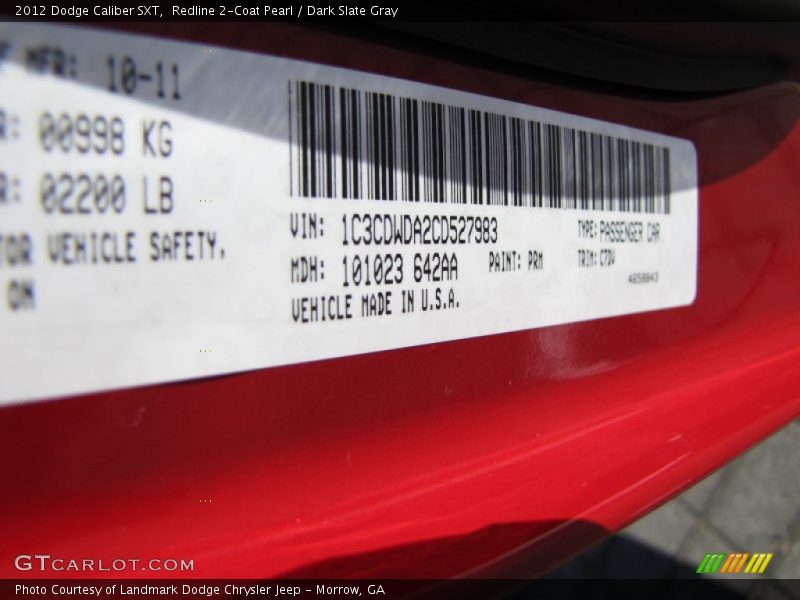 2012 Dodge Caliber SXT, Redline 2-Coat Pearl / Dark Slate Gray
MFR: 10-11
R: 00998 KG
R: 02200 LB
TOR VEHICLE SAFETY,
ON
VIN: 1C3CDWDA2CD527983
TYPE: PASSENGER CAR
MDH: 101023 642AA PAINT: PRM
TRIM: C7DV
VEHICLE MADE IN U.S.A.
4658843
GTCARLOT.COM
Photo Courtesy of Landmark Dodge Chrysler Jeep - Morrow, GA